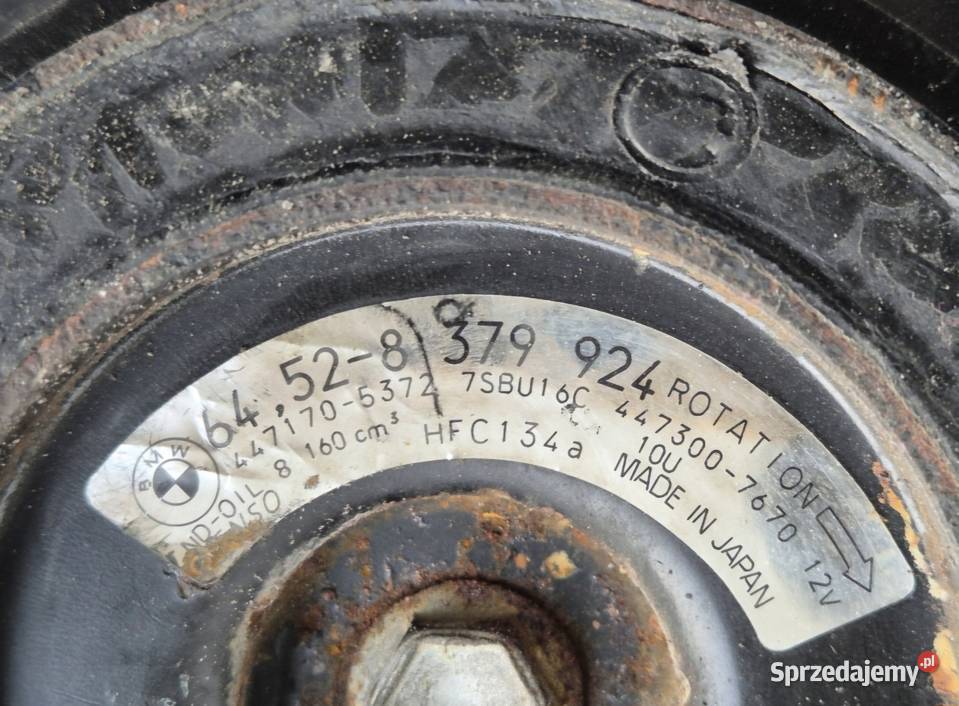 64,52-8 379 924 ROTATION
447170-5372 7SBU16C 447300-7670 12V
ND-OIL 8 160 cm³ HFC134a 10U
DENSO MADE IN JAPAN
BMW
Sprzedajemy.pl